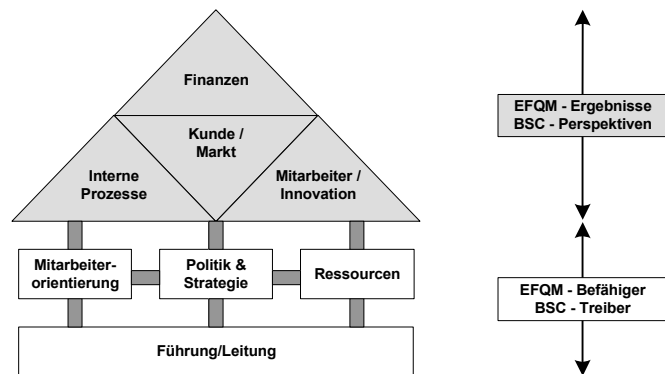 Finanzen
Kunde /
Markt
Interne
Prozesse
Mitarbeiter /
Innovation
EFQM - Ergebnisse
BSC - Perspektiven
Mitarbeiter-
orientierung
Politik &
Strategie
Ressourcen
EFQM - Befähiger
BSC - Treiber
Führung/Leitung